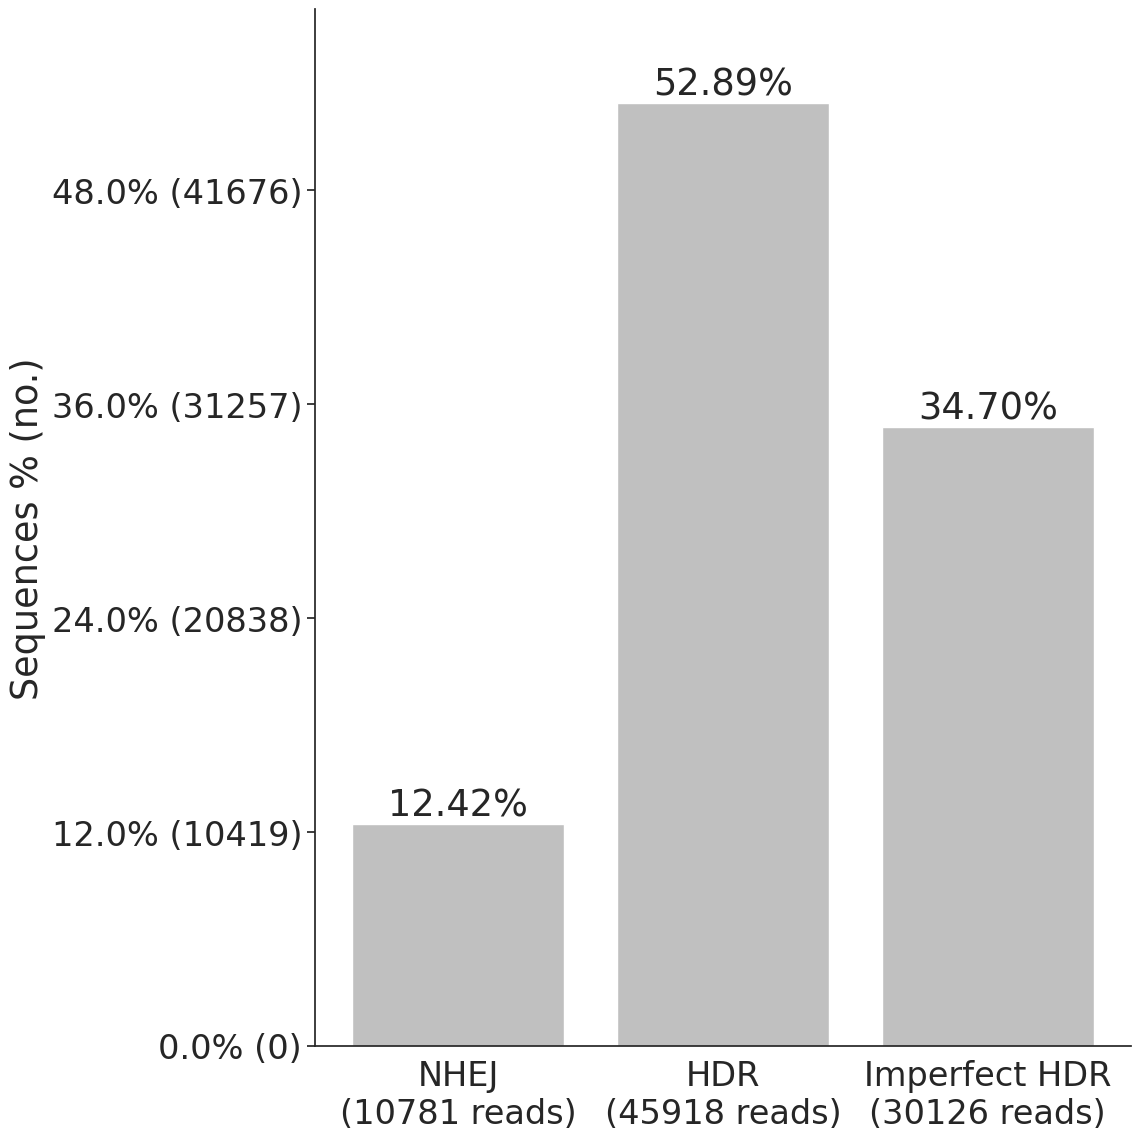 Sequences % (no.)
48.0% (41676)
36.0% (31257)
24.0% (20838)
12.0% (10419)
0.0% (0)
12.42%
52.89%
34.70%
NHEJ
(10781 reads)
HDR
(45918 reads)
Imperfect HDR
(30126 reads)